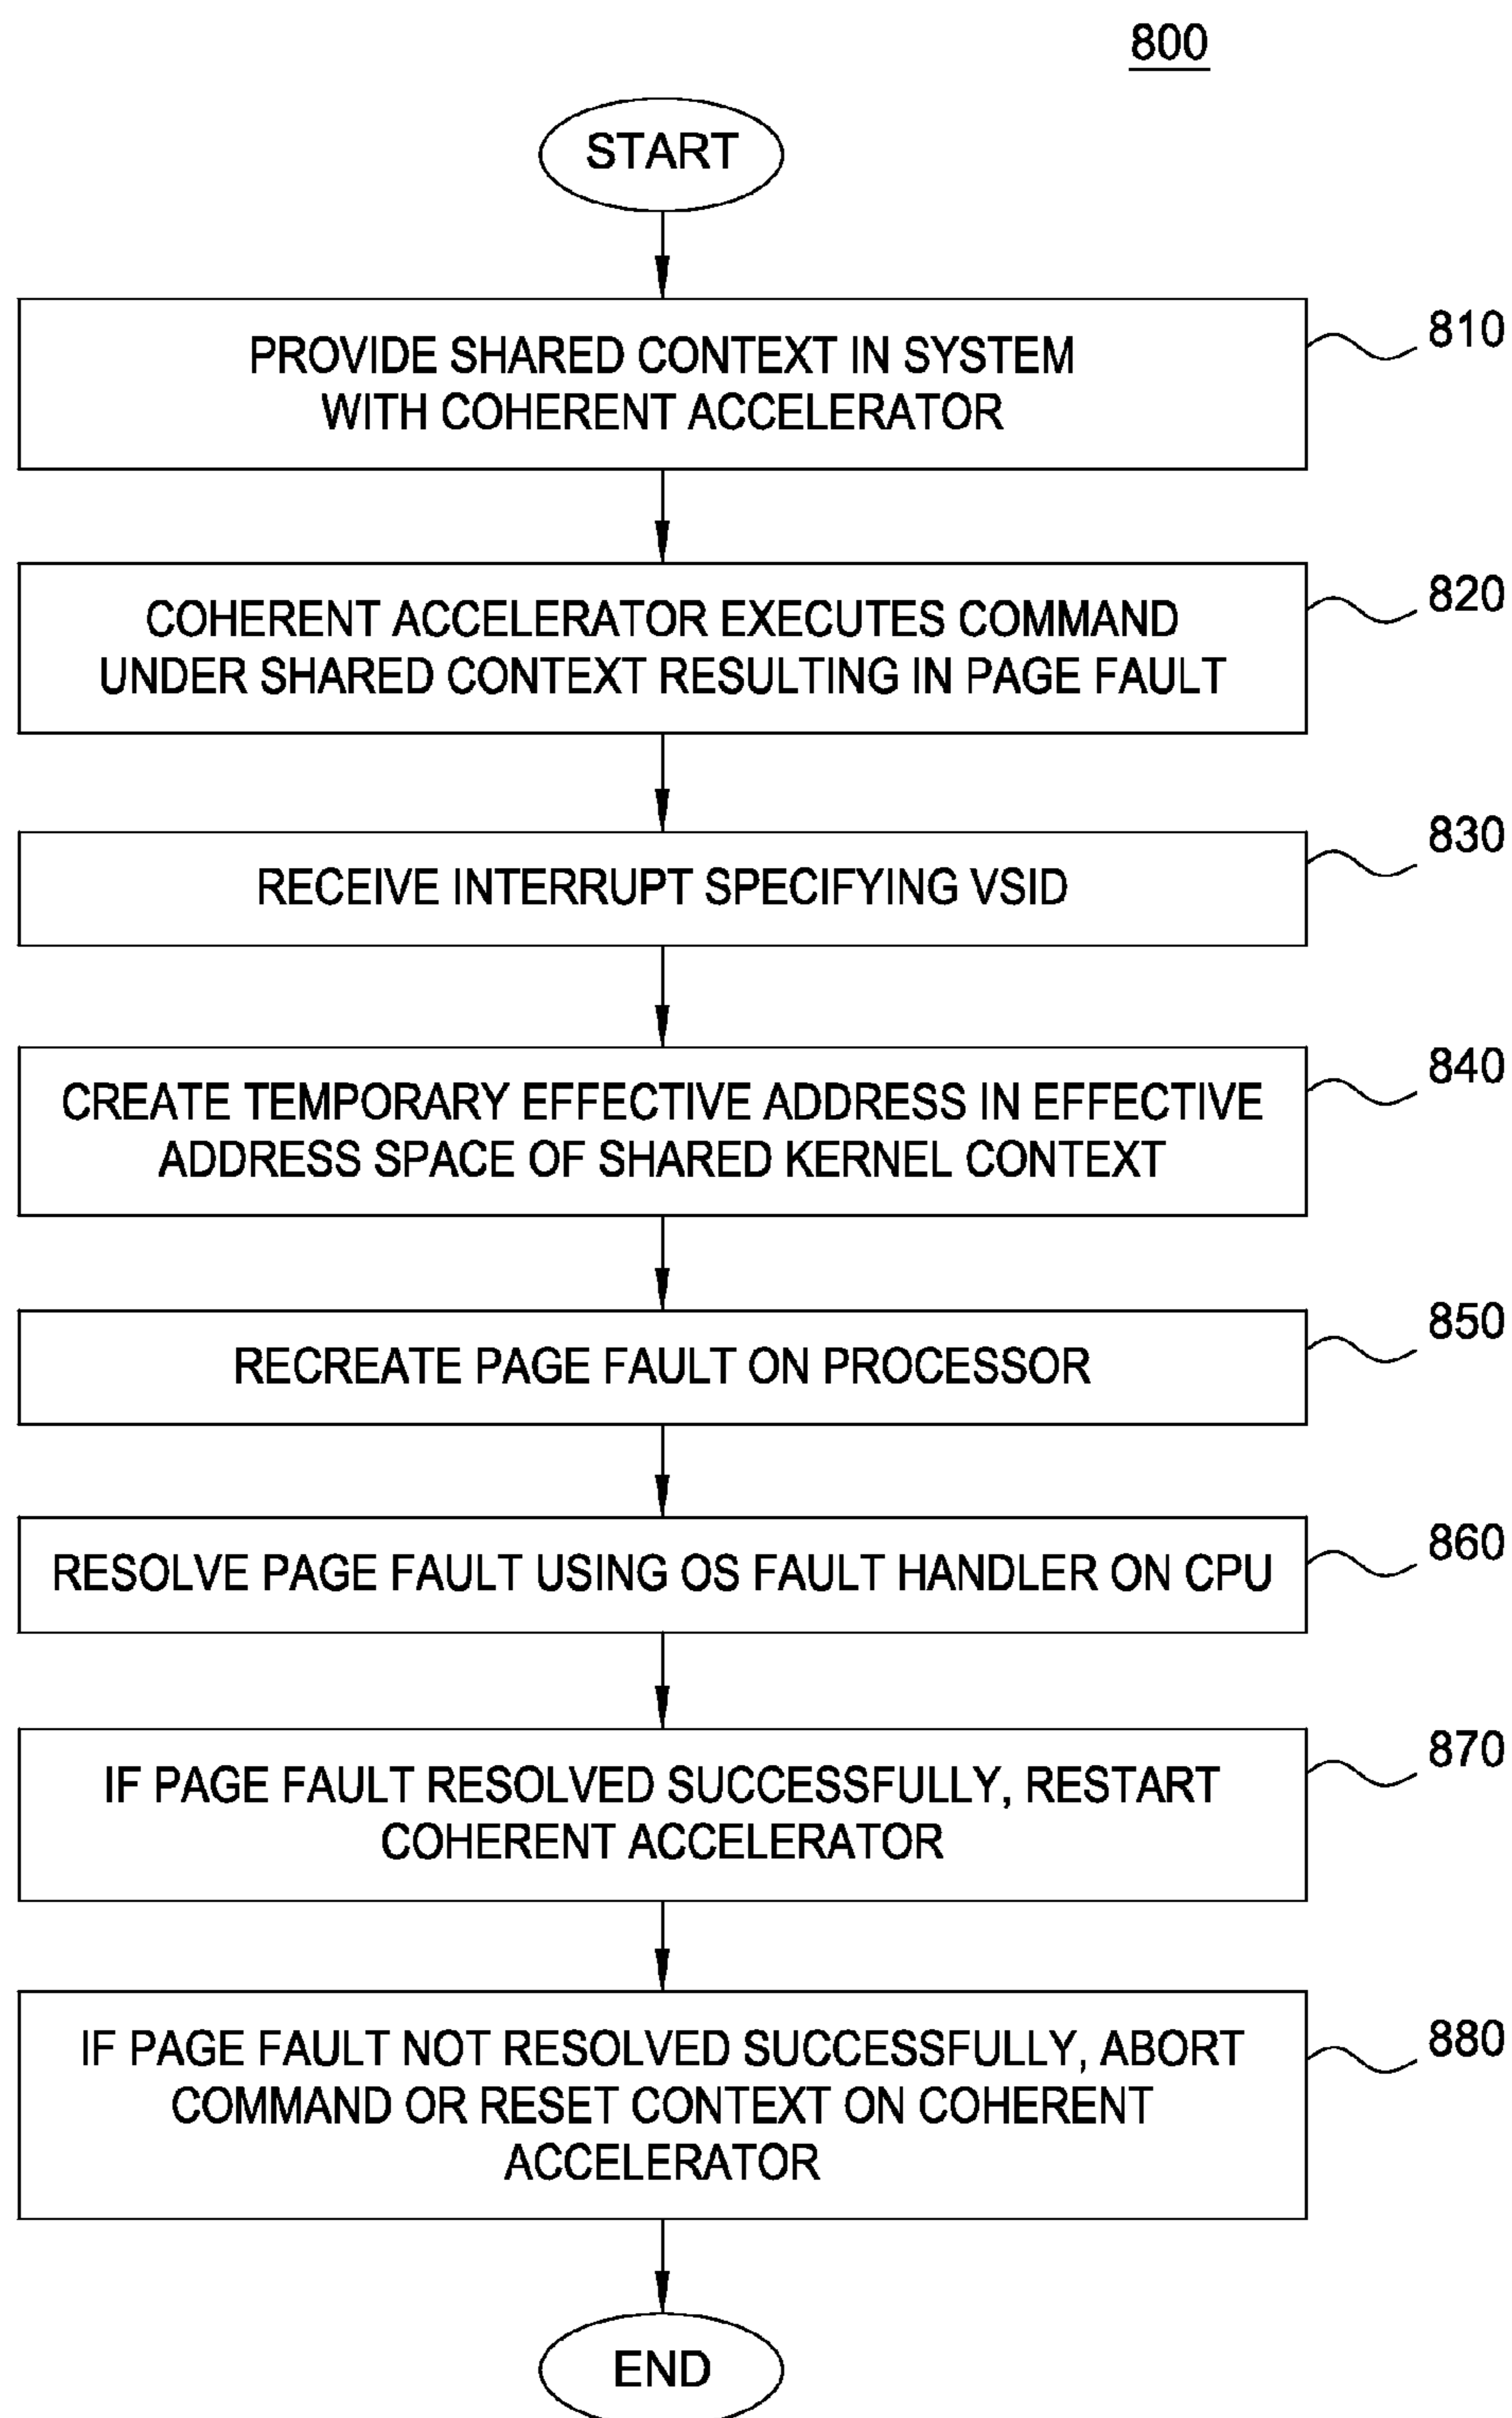 800
START
PROVIDE SHARED CONTEXT IN SYSTEM
WITH COHERENT ACCELERATOR
810
COHERENT ACCELERATOR EXECUTES COMMAND
UNDER SHARED CONTEXT RESULTING IN PAGE FAULT
820
RECEIVE INTERRUPT SPECIFYING VSID
830
CREATE TEMPORARY EFFECTIVE ADDRESS IN EFFECTIVE
ADDRESS SPACE OF SHARED KERNEL CONTEXT
840
RECREATE PAGE FAULT ON PROCESSOR
850
RESOLVE PAGE FAULT USING OS FAULT HANDLER ON CPU
860
IF PAGE FAULT RESOLVED SUCCESSFULLY, RESTART
COHERENT ACCELERATOR
870
IF PAGE FAULT NOT RESOLVED SUCCESSFULLY, ABORT
COMMAND OR RESET CONTEXT ON COHERENT
ACCELERATOR
880
END